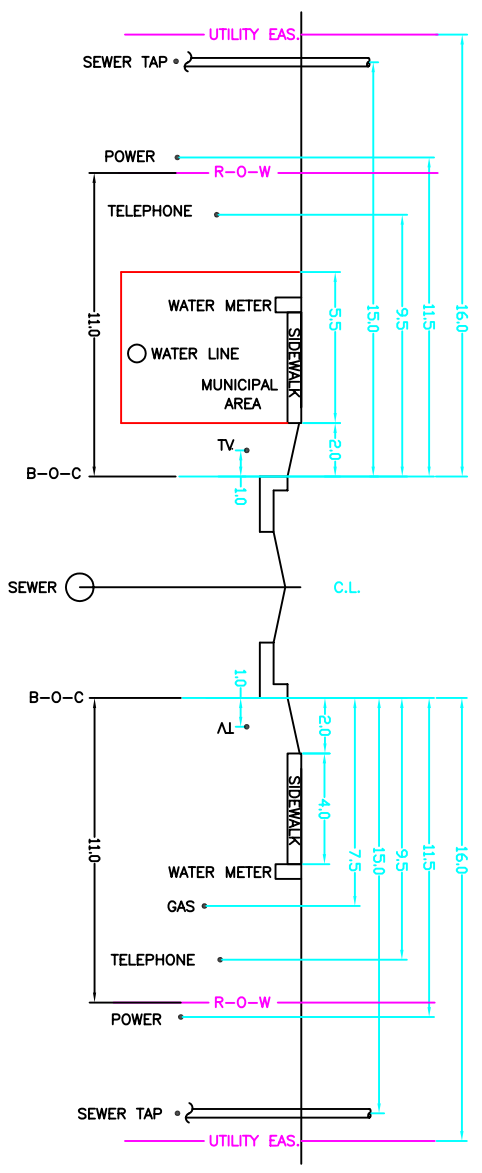 UTILITY EAS.
SEWER TAP
POWER
R-O-W
TELEPHONE
WATER METER
SIDEWALK
WATER LINE
MUNICIPAL
AREA
11.0
5.5
15.0
9.5
11.5
16.0
TV
2.0
B-O-C
1.0
SEWER
C.L.
1.0
B-O-C
TV
2.0
SIDEWALK
4.0
11.0
7.5
15.0
9.5
11.5
16.0
WATER METER
GAS
TELEPHONE
R-O-W
POWER
SEWER TAP
UTILITY EAS.